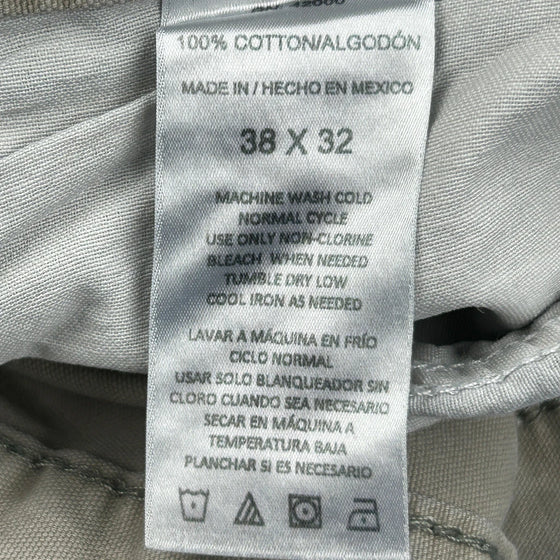 100% COTTON/ALGODÓN
MADE IN / HECHO EN MEXICO
38 X 32
MACHINE WASH COLD
NORMAL CYCLE
USE ONLY NON-CLORINE
BLEACH WHEN NEEDED
TUMBLE DRY LOW
COOL IRON AS NEEDED
LAVAR A MÁQUINA EN FRÍO
CICLO NORMAL
USAR SOLO BLANQUEADOR SIN
CLORO CUANDO SEA NECESARIO
SECAR EN MÁQUINA A
TEMPERATURA BAJA
PLANCHAR SI ES NECESARIO